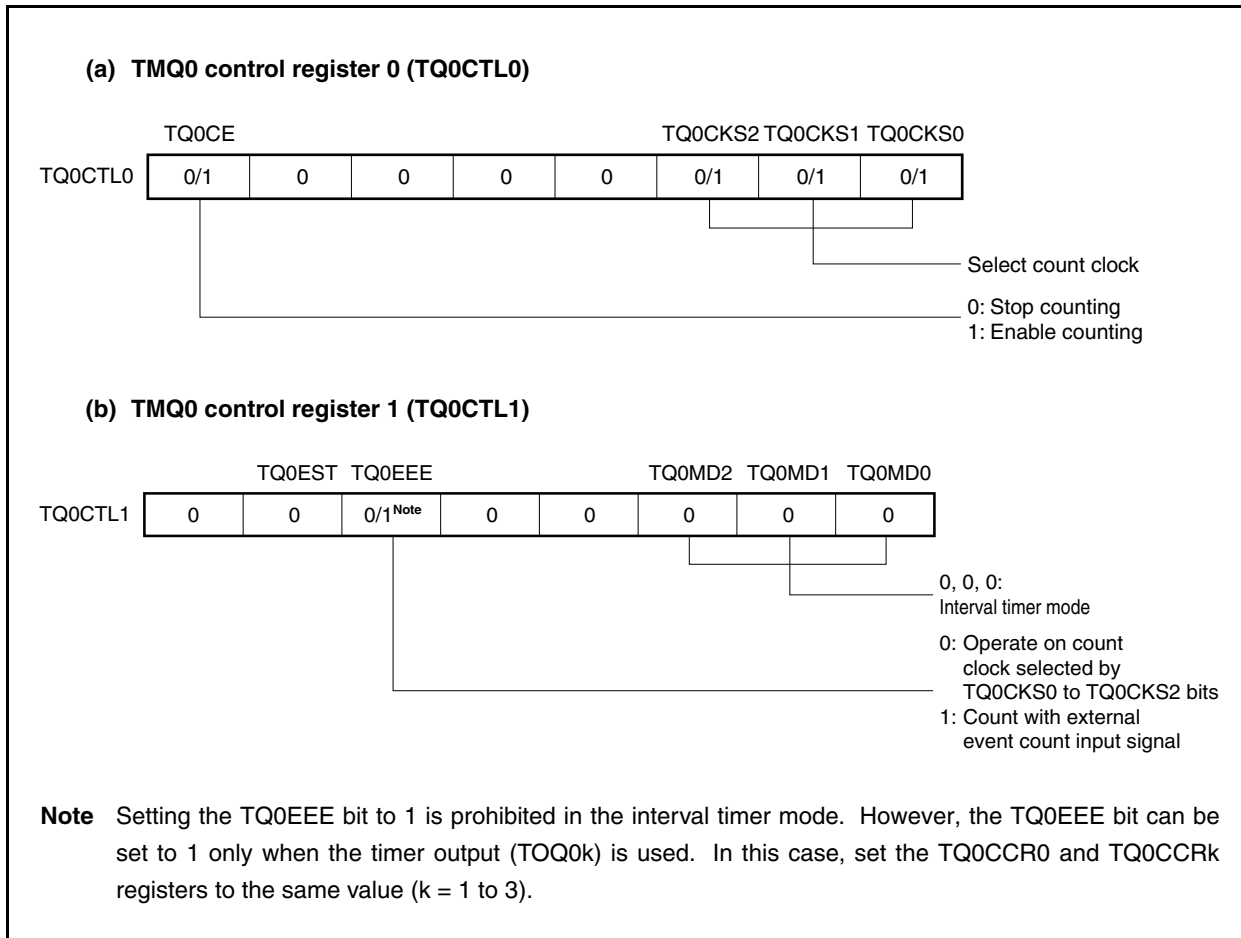 (a) TMQ0 control register 0 (TQ0CTL0)
TQ0CE TQ0CKS2 TQ0CKS1 TQ0CKS0
TQ0CTL0 0/1 0 0 0 0 0/1 0/1 0/1
Select count clock
0: Stop counting
1: Enable counting
(b) TMQ0 control register 1 (TQ0CTL1)
TQ0EST TQ0EEE TQ0MD2 TQ0MD1 TQ0MD0
TQ0CTL1 0 0 0/1Note 0 0 0 0 0
0, 0, 0:
Interval timer mode
0: Operate on count
clock selected by
TQ0CKS0 to TQ0CKS2 bits
1: Count with external
event count input signal
Note Setting the TQ0EEE bit to 1 is prohibited in the interval timer mode. However, the TQ0EEE bit can be
set to 1 only when the timer output (TOQ0k) is used. In this case, set the TQ0CCR0 and TQ0CCRk
registers to the same value (k = 1 to 3).